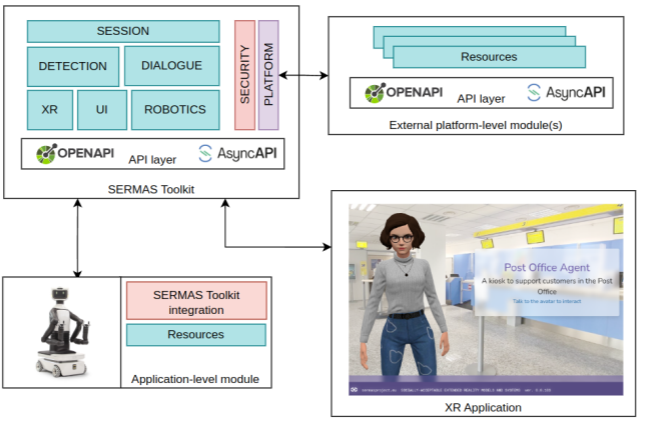 SESSION
DETECTION
DIALOGUE
XR
UI
ROBOTICS
SECURITY
PLATFORM
OPENAPI
API layer
AsyncAPI
SERMAS Toolkit
Resources
OPENAPI
API layer
AsyncAPI
External platform-level module(s)
SERMAS Toolkit
integration
Resources
Application-level module
Post Office Agent
A kiosk to support customers in the Post
Office
Talk to the avatar to interact
XR Application